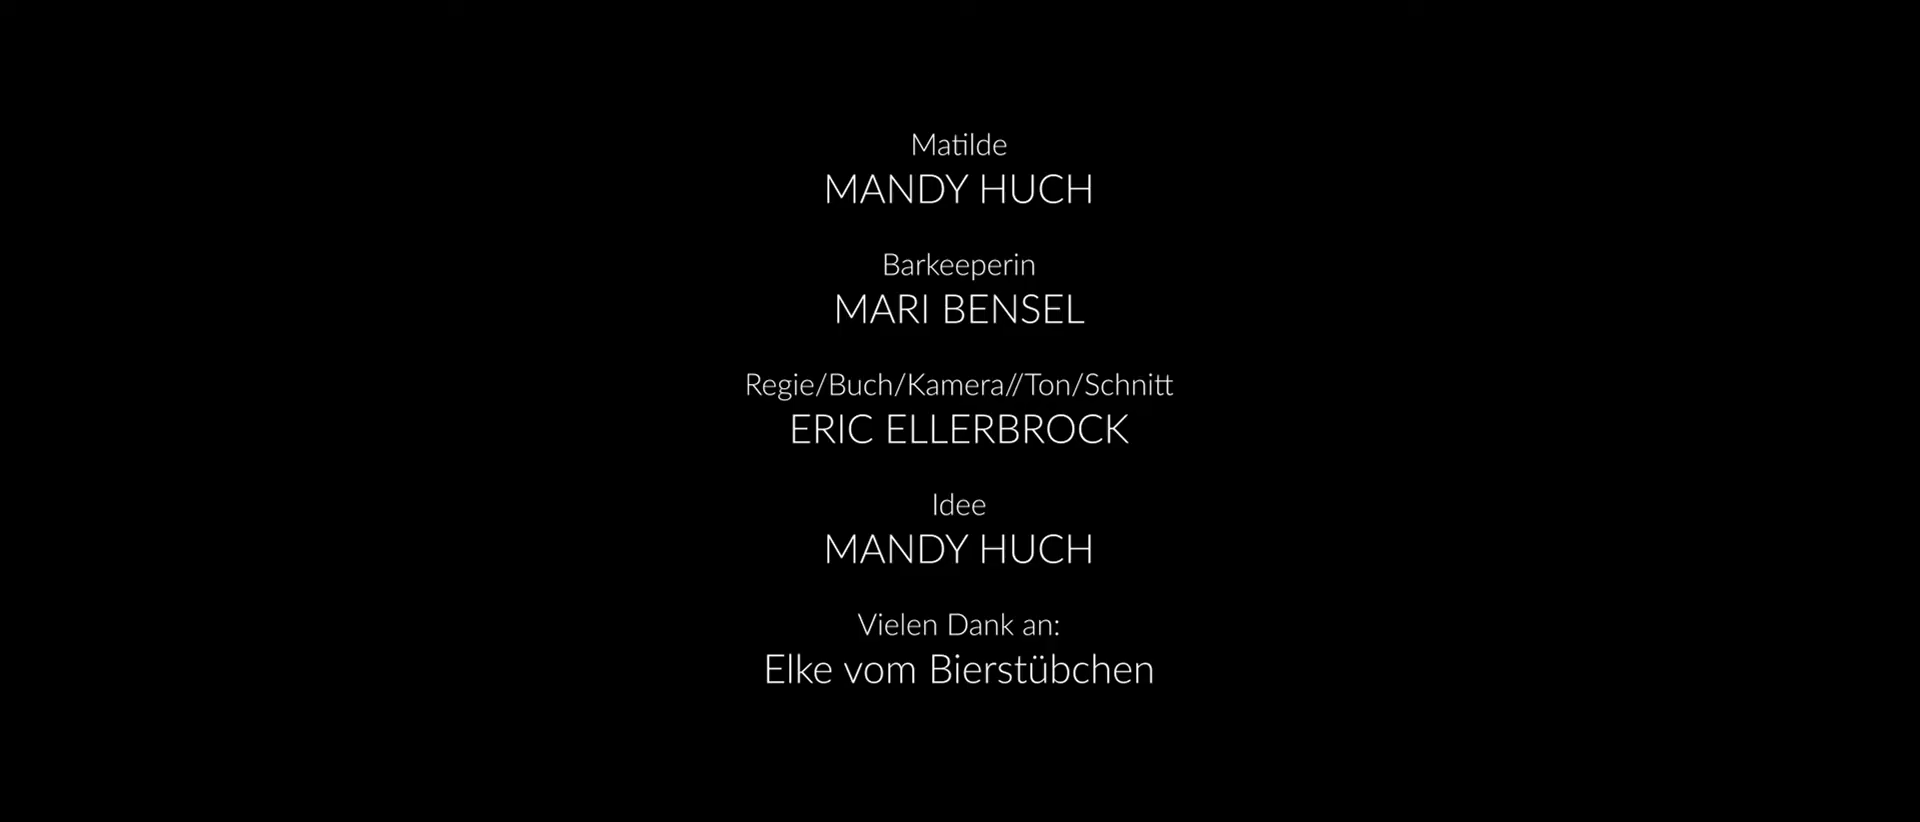 Matilde
MANDY HUCH
Barkeeperin
MARI BENSEL
Regie/Buch/Kamera//Ton/Schnitt
ERIC ELLERBROCK
Idee
MANDY HUCH
Vielen Dank an:
Elke vom Bierstübchen